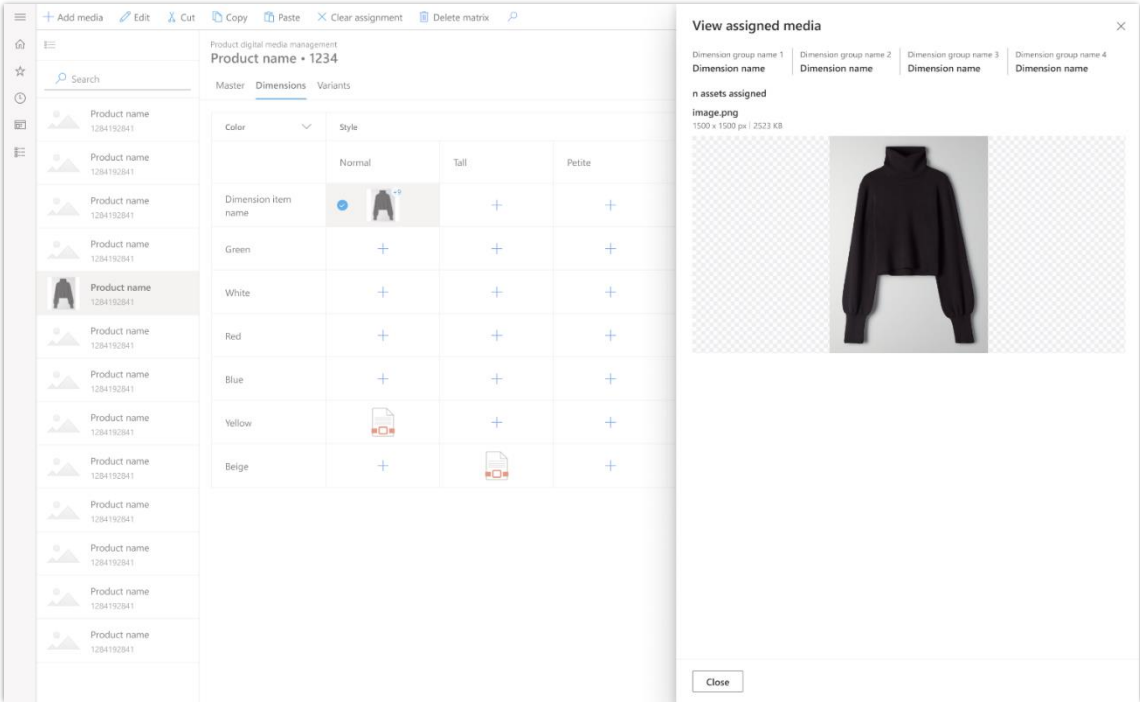 Add media Edit Cut Copy Paste Clear assignment Delete matrix
Search
Product name
1284192841
Product name
1284192841
Product name
1284192841
Product name
1284192841
Product name
1284192841
Product name
1284192841
Product name
1284192841
Product name
1284192841
Product name
1284192841
Product name
1284192841
Product name
1284192841
Product name
1284192841
Product name
1284192841
Product digital media management
Product name • 1234
Master Dimensions Variants
Color Style
Normal Tall Petite
Dimension item
name
+9
Green
White
Red
Blue
Yellow
Beige
View assigned media
Dimension group name 1 Dimension group name 2 Dimension group name 3 Dimension group name 4
Dimension name Dimension name Dimension name Dimension name
n assets assigned
image.png
1500 x 1500 px | 2523 KB
Close